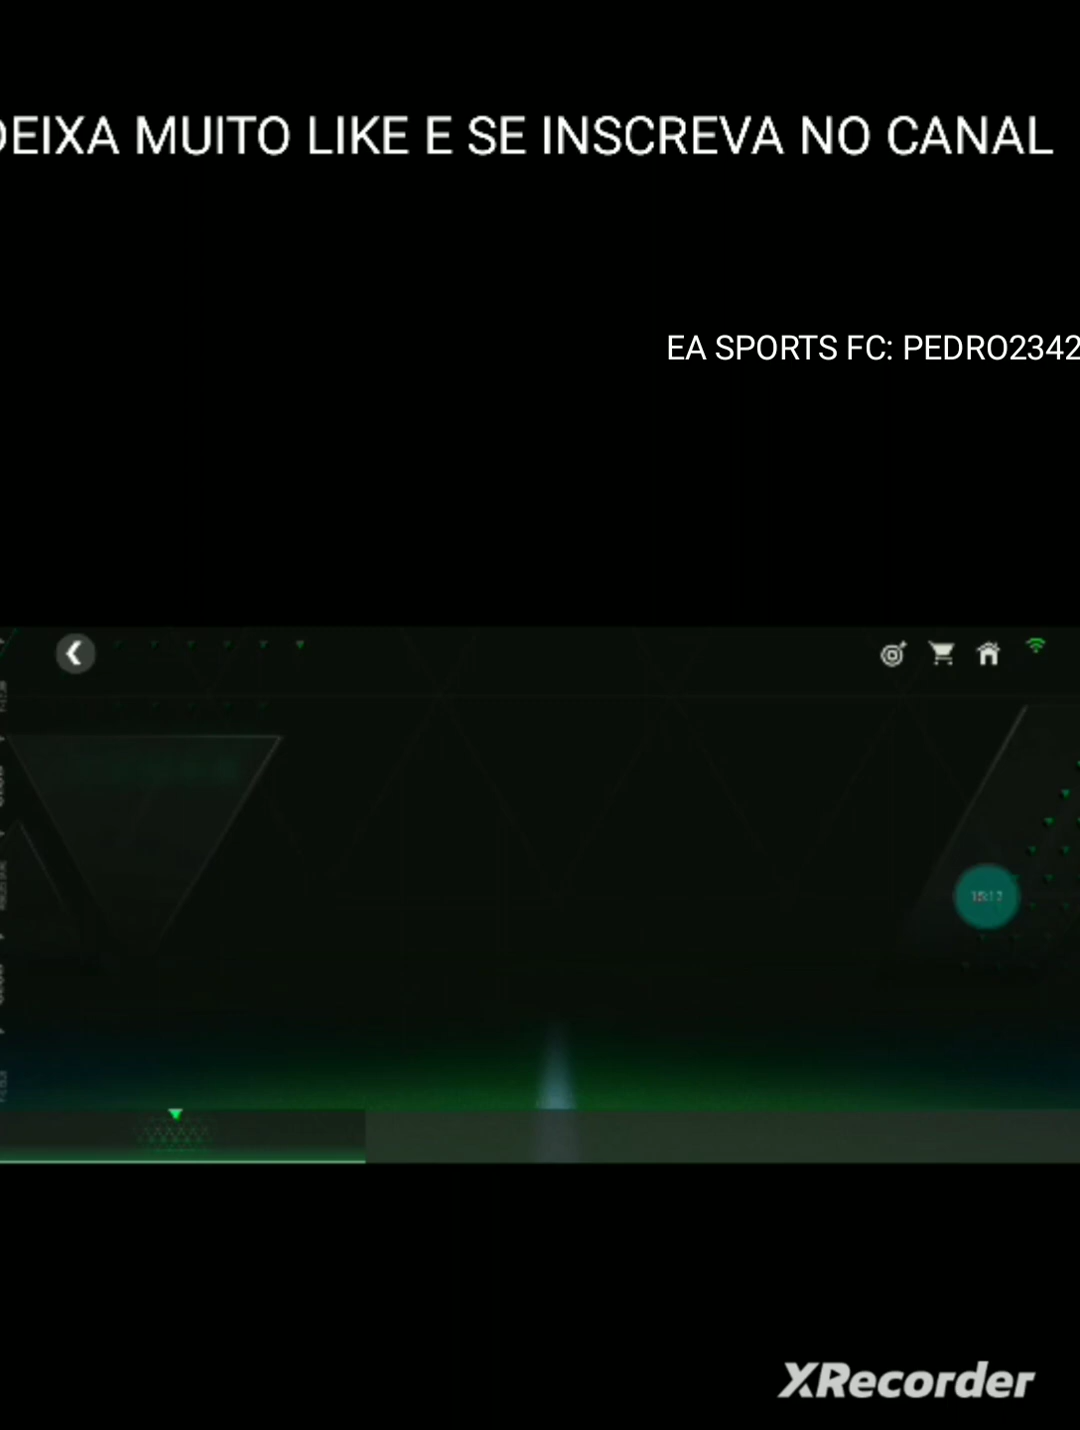 DEIXA MUITO LIKE E SE INSCREVA NO CANAL
EA SPORTS FC: PEDRO2342
XRecorder